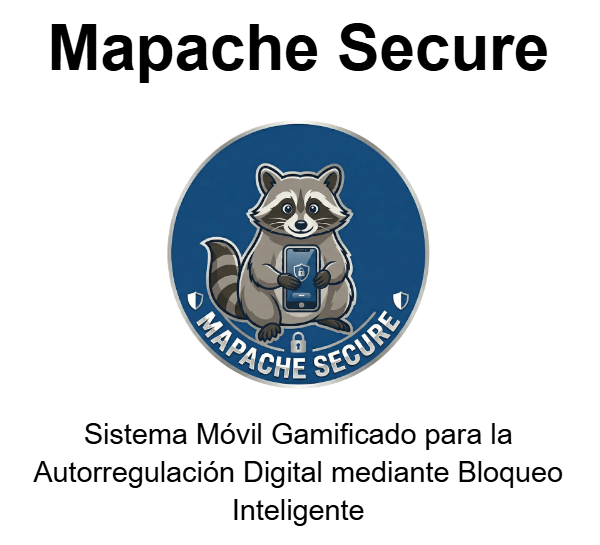 Mapache Secure
MAPACHE SECURE
Sistema Móvil Gamificado para la
Autorregulación Digital mediante Bloqueo
Inteligente